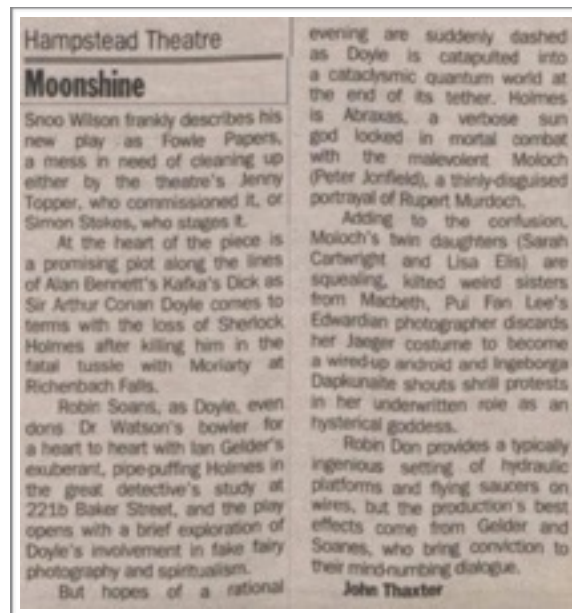 Hampstead Theatre
Moonshine
Snoo Wilson frankly describes his
new play as Fowle Papers,
a mess in need of cleaning up
either by the theatre's Jenny
Topper, who commissioned it, or
Simon Stokes, who stages it.
At the heart of the piece is
a promising plot along the lines
of Alan Bennett's Kafka's Dick as
Sir Arthur Conan Doyle comes to
terms with the loss of Sherlock
Holmes after killing him in the
fatal tussle with Moriarty at
Richenbach Falls.
Robin Soans, as Doyle, even
dons Dr Watson's bowler for
a heart to heart with Ian Gelder's
exuberant, pipe-puffing Holmes in
the great detective's study at
221b Baker Street, and the play
opens with a brief exploration of
Doyle's involvement in fake fairy
photography and spiritualism.
But hopes of a rational
evening are suddenly dashed
as Doyle is catapulted into
a cataclysmic quantum world at
the end of its tether. Holmes
is Abraxas, a verbose sun
god locked in mortal combat
with the malevolent Moloch
(Peter Jonfield), a thinly-disguised
portrayal of Rupert Murdoch.
Adding to the confusion,
Moloch's twin daughters (Sarah
Cartwright and Lisa Ellis) are
squealing, kilted weird sisters
from Macbeth, Pui Fan Lee's
Edwardian photographer discards
her Jaeger costume to become
a wired-up android and Ingeborga
Dapkunaite shouts shrill protests
in her underwritten role as an
hysterical goddess.
Robin Don provides a typically
ingenious setting of hydraulic
platforms and flying saucers on
wires, but the production's best
effects come from Gelder and
Soanes, who bring conviction to
their mind-numbing dialogue.
John Thaxter